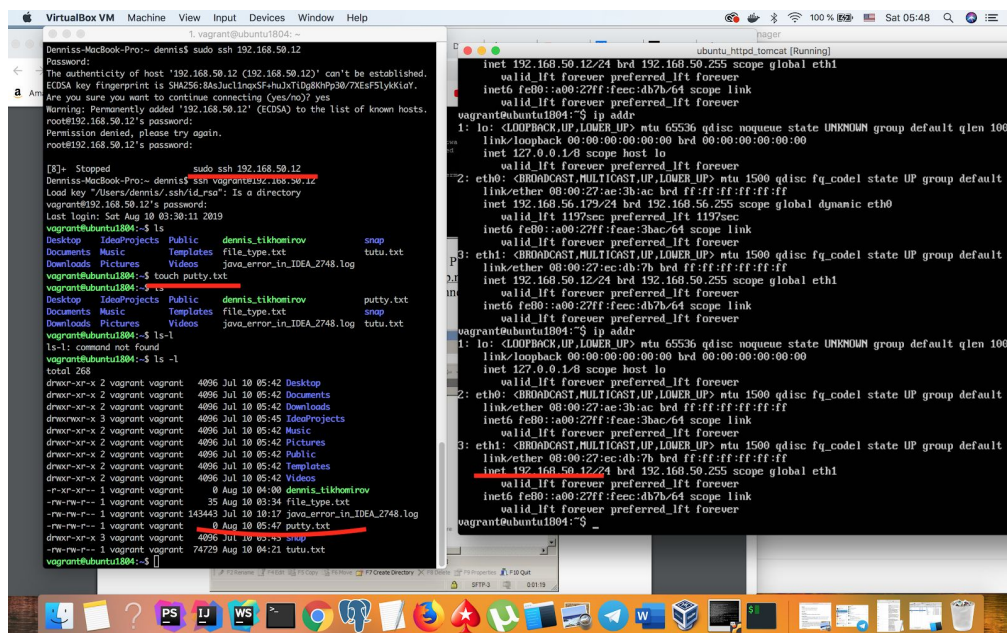 VirtualBox VM Machine View Input Devices Window Help
100 %
Sat 05:48
1. vagrant@ubuntu1804: ~
Denniss-MacBook-Pro:~ dennis$ sudo ssh 192.168.50.12
Password:
The authenticity of host '192.168.50.12 (192.168.50.12)' can't be established.
ECDSA key fingerprint is SHA256:8AsJucl1nqxSF+huJxTiDg8KhPp30/7XEsF5lykKiaY.
Are you sure you want to continue connecting (yes/no)? yes
Warning: Permanently added '192.168.50.12' (ECDSA) to the list of known hosts.
root@192.168.50.12's password:
Permission denied, please try again.
root@192.168.50.12's password:
[8]+ Stopped sudo ssh 192.168.50.12
Denniss-MacBook-Pro:~ dennis$ ssh vagrant@192.168.50.12
Load key "/Users/dennis/.ssh/id_rsa": Is a directory
vagrant@192.168.50.12's password:
Last login: Sat Aug 10 03:30:11 2019
vagrant@ubuntu1804:~$ ls
Desktop IdeaProjects Public dennis_tikhomirov snap
Documents Music Templates file_type.txt tutu.txt
Downloads Pictures Videos java_error_in_IDEA_2748.log
vagrant@ubuntu1804:~$ touch putty.txt
vagrant@ubuntu1804:~$ ls
Desktop IdeaProjects Public dennis_tikhomirov putty.txt
Documents Music Templates file_type.txt snap
Downloads Pictures Videos java_error_in_IDEA_2748.log tutu.txt
vagrant@ubuntu1804:~$ ls-l
ls-l: command not found
vagrant@ubuntu1804:~$ ls -l
total 268
drwxr-xr-x 2 vagrant vagrant 4096 Jul 10 05:42 Desktop
drwxr-xr-x 2 vagrant vagrant 4096 Jul 10 05:42 Documents
drwxr-xr-x 2 vagrant vagrant 4096 Jul 10 05:42 Downloads
drwxrwxr-x 3 vagrant vagrant 4096 Jul 10 05:45 IdeaProjects
drwxr-xr-x 2 vagrant vagrant 4096 Jul 10 05:42 Music
drwxr-xr-x 2 vagrant vagrant 4096 Jul 10 05:42 Pictures
drwxr-xr-x 2 vagrant vagrant 4096 Jul 10 05:42 Public
drwxr-xr-x 2 vagrant vagrant 4096 Jul 10 05:42 Templates
drwxr-xr-x 2 vagrant vagrant 4096 Jul 10 05:42 Videos
-r-xr-xr-- 1 vagrant vagrant 0 Aug 10 04:00 dennis_tikhomirov
-rw-rw-r-- 1 vagrant vagrant 35 Aug 10 03:34 file_type.txt
-rw-rw-r-- 1 vagrant vagrant 143443 Jul 10 10:17 java_error_in_IDEA_2748.log
-rw-rw-r-- 1 vagrant vagrant 0 Aug 10 05:47 putty.txt
drwxr-xr-x 3 vagrant vagrant 4096 Jul 10 05:43 snap
-rw-rw-r-- 1 vagrant vagrant 74729 Aug 10 04:21 tutu.txt
vagrant@ubuntu1804:~$
nager
ubuntu_httpd_tomcat [Running]
inet 192.168.50.12/24 brd 192.168.50.255 scope global eth1
valid_lft forever preferred_lft forever
inet6 fe80::a00:27ff:feec:db7b/64 scope link
valid_lft forever preferred_lft forever
vagrant@ubuntu1804:~$ ip addr
1: lo: <LOOPBACK,UP,LOWER_UP> mtu 65536 qdisc noqueue state UNKNOWN group default qlen 100
link/loopback 00:00:00:00:00:00 brd 00:00:00:00:00:00
inet 127.0.0.1/8 scope host lo
valid_lft forever preferred_lft forever
2: eth0: <BROADCAST,MULTICAST,UP,LOWER_UP> mtu 1500 qdisc fq_codel state UP group default
link/ether 08:00:27:ae:3b:ac brd ff:ff:ff:ff:ff:ff
inet 192.168.56.179/24 brd 192.168.56.255 scope global dynamic eth0
valid_lft 1197sec preferred_lft 1197sec
inet6 fe80::a00:27ff:feae:3bac/64 scope link
valid_lft forever preferred_lft forever
3: eth1: <BROADCAST,MULTICAST,UP,LOWER_UP> mtu 1500 qdisc fq_codel state UP group default
link/ether 08:00:27:ec:db:7b brd ff:ff:ff:ff:ff:ff
inet 192.168.50.12/24 brd 192.168.50.255 scope global eth1
valid_lft forever preferred_lft forever
inet6 fe80::a00:27ff:feec:db7b/64 scope link
valid_lft forever preferred_lft forever
vagrant@ubuntu1804:~$ ip addr
1: lo: <LOOPBACK,UP,LOWER_UP> mtu 65536 qdisc noqueue state UNKNOWN group default qlen 100
link/loopback 00:00:00:00:00:00 brd 00:00:00:00:00:00
inet 127.0.0.1/8 scope host lo
valid_lft forever preferred_lft forever
2: eth0: <BROADCAST,MULTICAST,UP,LOWER_UP> mtu 1500 qdisc fq_codel state UP group default
link/ether 08:00:27:ae:3b:ac brd ff:ff:ff:ff:ff:ff
inet6 fe80::a00:27ff:feae:3bac/64 scope link
valid_lft forever preferred_lft forever
3: eth1: <BROADCAST,MULTICAST,UP,LOWER_UP> mtu 1500 qdisc fq_codel state UP group default
link/ether 08:00:27:ec:db:7b brd ff:ff:ff:ff:ff:ff
inet 192.168.50.12/24 brd 192.168.50.255 scope global eth1
valid_lft forever preferred_lft forever
inet6 fe80::a00:27ff:feec:db7b/64 scope link
valid_lft forever preferred_lft forever
vagrant@ubuntu1804:~$ _
F2 Rename F4 Edit F5 Copy F6 Move F7 Create Directory F8 Delete F9 Properties F10 Quit
SFTP-3 0:01:19
PS IJ WS W